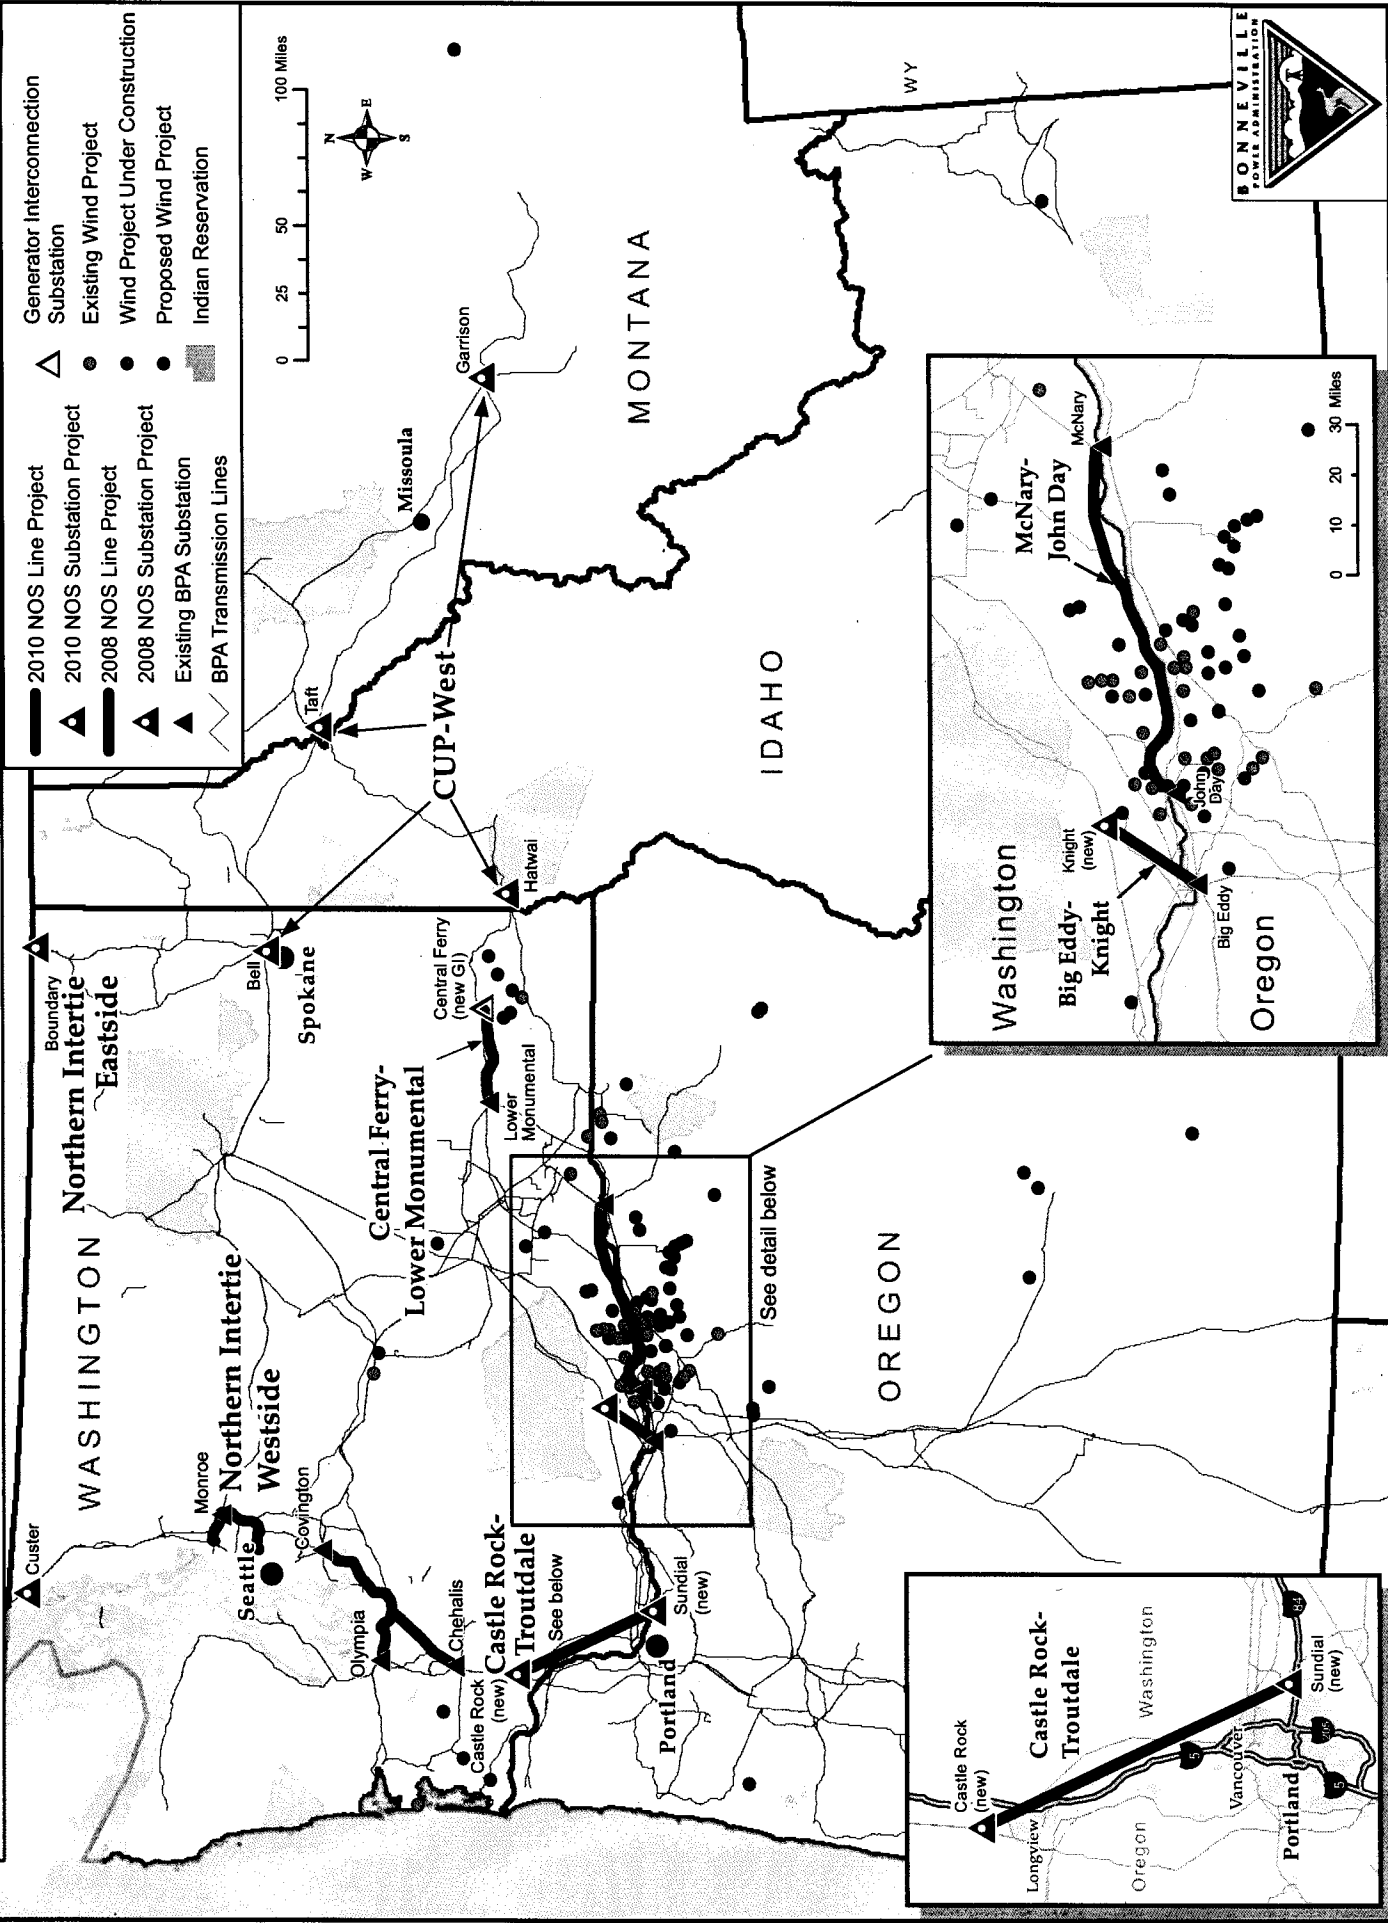 2010 NOS Line Project
2010 NOS Substation Project
2008 NOS Line Project
2008 NOS Substation Project
Existing BPA Substation
BPA Transmission Lines
Generator Interconnection
Substation
Existing Wind Project
Wind Project Under Construction
Proposed Wind Project
Indian Reservation
0 25 50 100 Miles
N
W E
S
Custer
Boundary
Northern Intertie
Eastside
WASHINGTON
Monroe
Northern Intertie
Westside
Seattle
Covington
Bell
Spokane
Taft
CUP-West
Missoula
Garrison
MONTANA
Olympia
Chehalis
Central Ferry-
Lower Monumental
Central Ferry
(new GI)
Lower
Monumental
Hatwai
IDAHO
Castle Rock
(new)
Castle Rock-
Troutdale
See below
Sundial
(new)
Portland
See detail below
OREGON
WY
Castle Rock
(new)
Longview
Castle Rock-
Troutdale
Washington
Oregon
Vancouver
Portland
Sundial
(new)
5
5
205
84
Washington
Knight
(new)
Big Eddy-
Knight
Big Eddy
Oregon
John
Day
McNary-
John Day
McNary
0 10 20 30 Miles
BONNEVILLE
POWER ADMINISTRATION